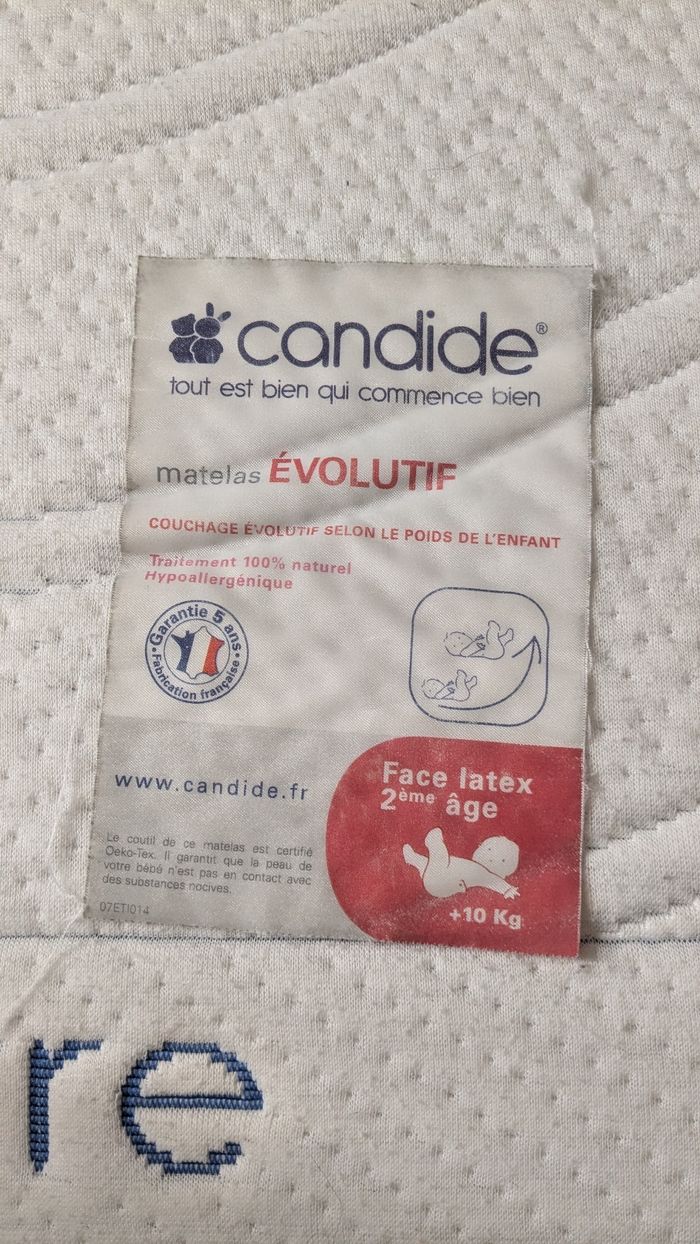 candide®
tout est bien qui commence bien
matelas ÉVOLUTIF
COUCHAGE ÉVOLUTIF SELON LE POIDS DE L'ENFANT
Traitement 100% naturel
Hypoallergénique
Garantie 5 ans
Fabrication française
www.candide.fr
Face latex
2ème âge
+10 Kg
Le coutil de ce matelas est certifié
Oeko-Tex. Il garantit que la peau de
votre bébé n'est pas en contact avec
des substances nocives.
07ETI014
re